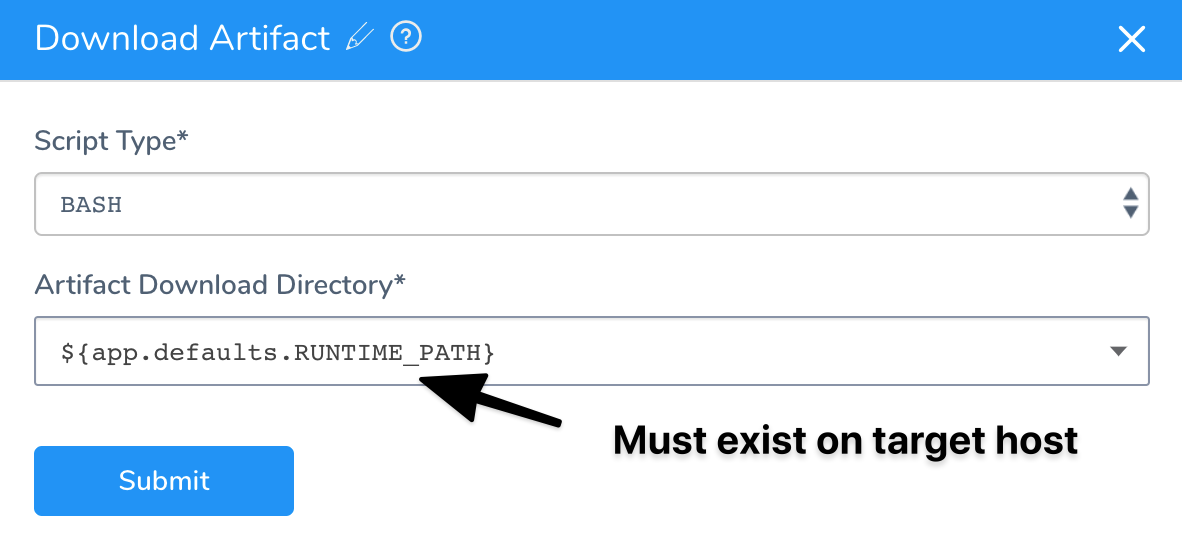 Download Artifact ?
Script Type*
BASH
Artifact Download Directory*
${app.defaults.RUNTIME_PATH}
Must exist on target host
Submit